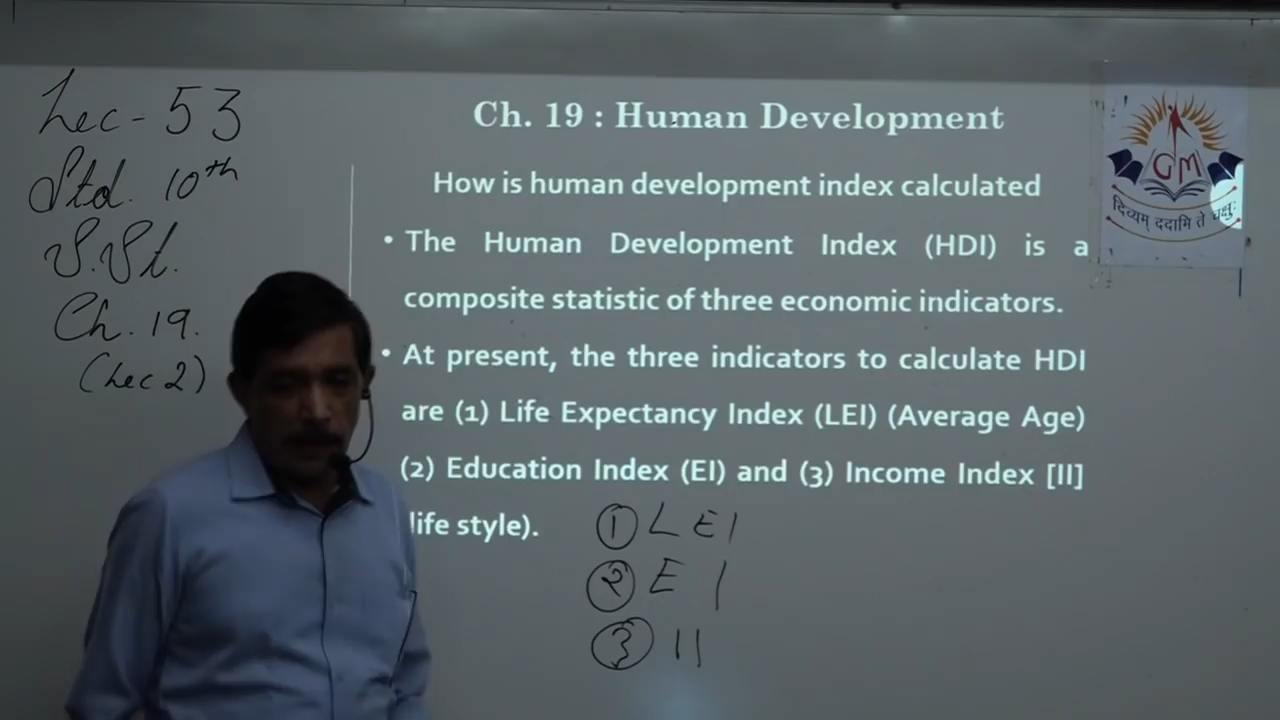 Lec - 53
Std. 10th
S.St.
Ch. 19.
(Lec 2)
Ch. 19 : Human Development
How is human development index calculated
• The Human Development Index (HDI) is a
composite statistic of three economic indicators.
• At present, the three indicators to calculate HDI
are (1) Life Expectancy Index (LEI) (Average Age)
(2) Education Index (EI) and (3) Income Index [II]
life style).
① LEI
② EI
③ II
GM
दिव्यम् ददामि ते चक्षुः